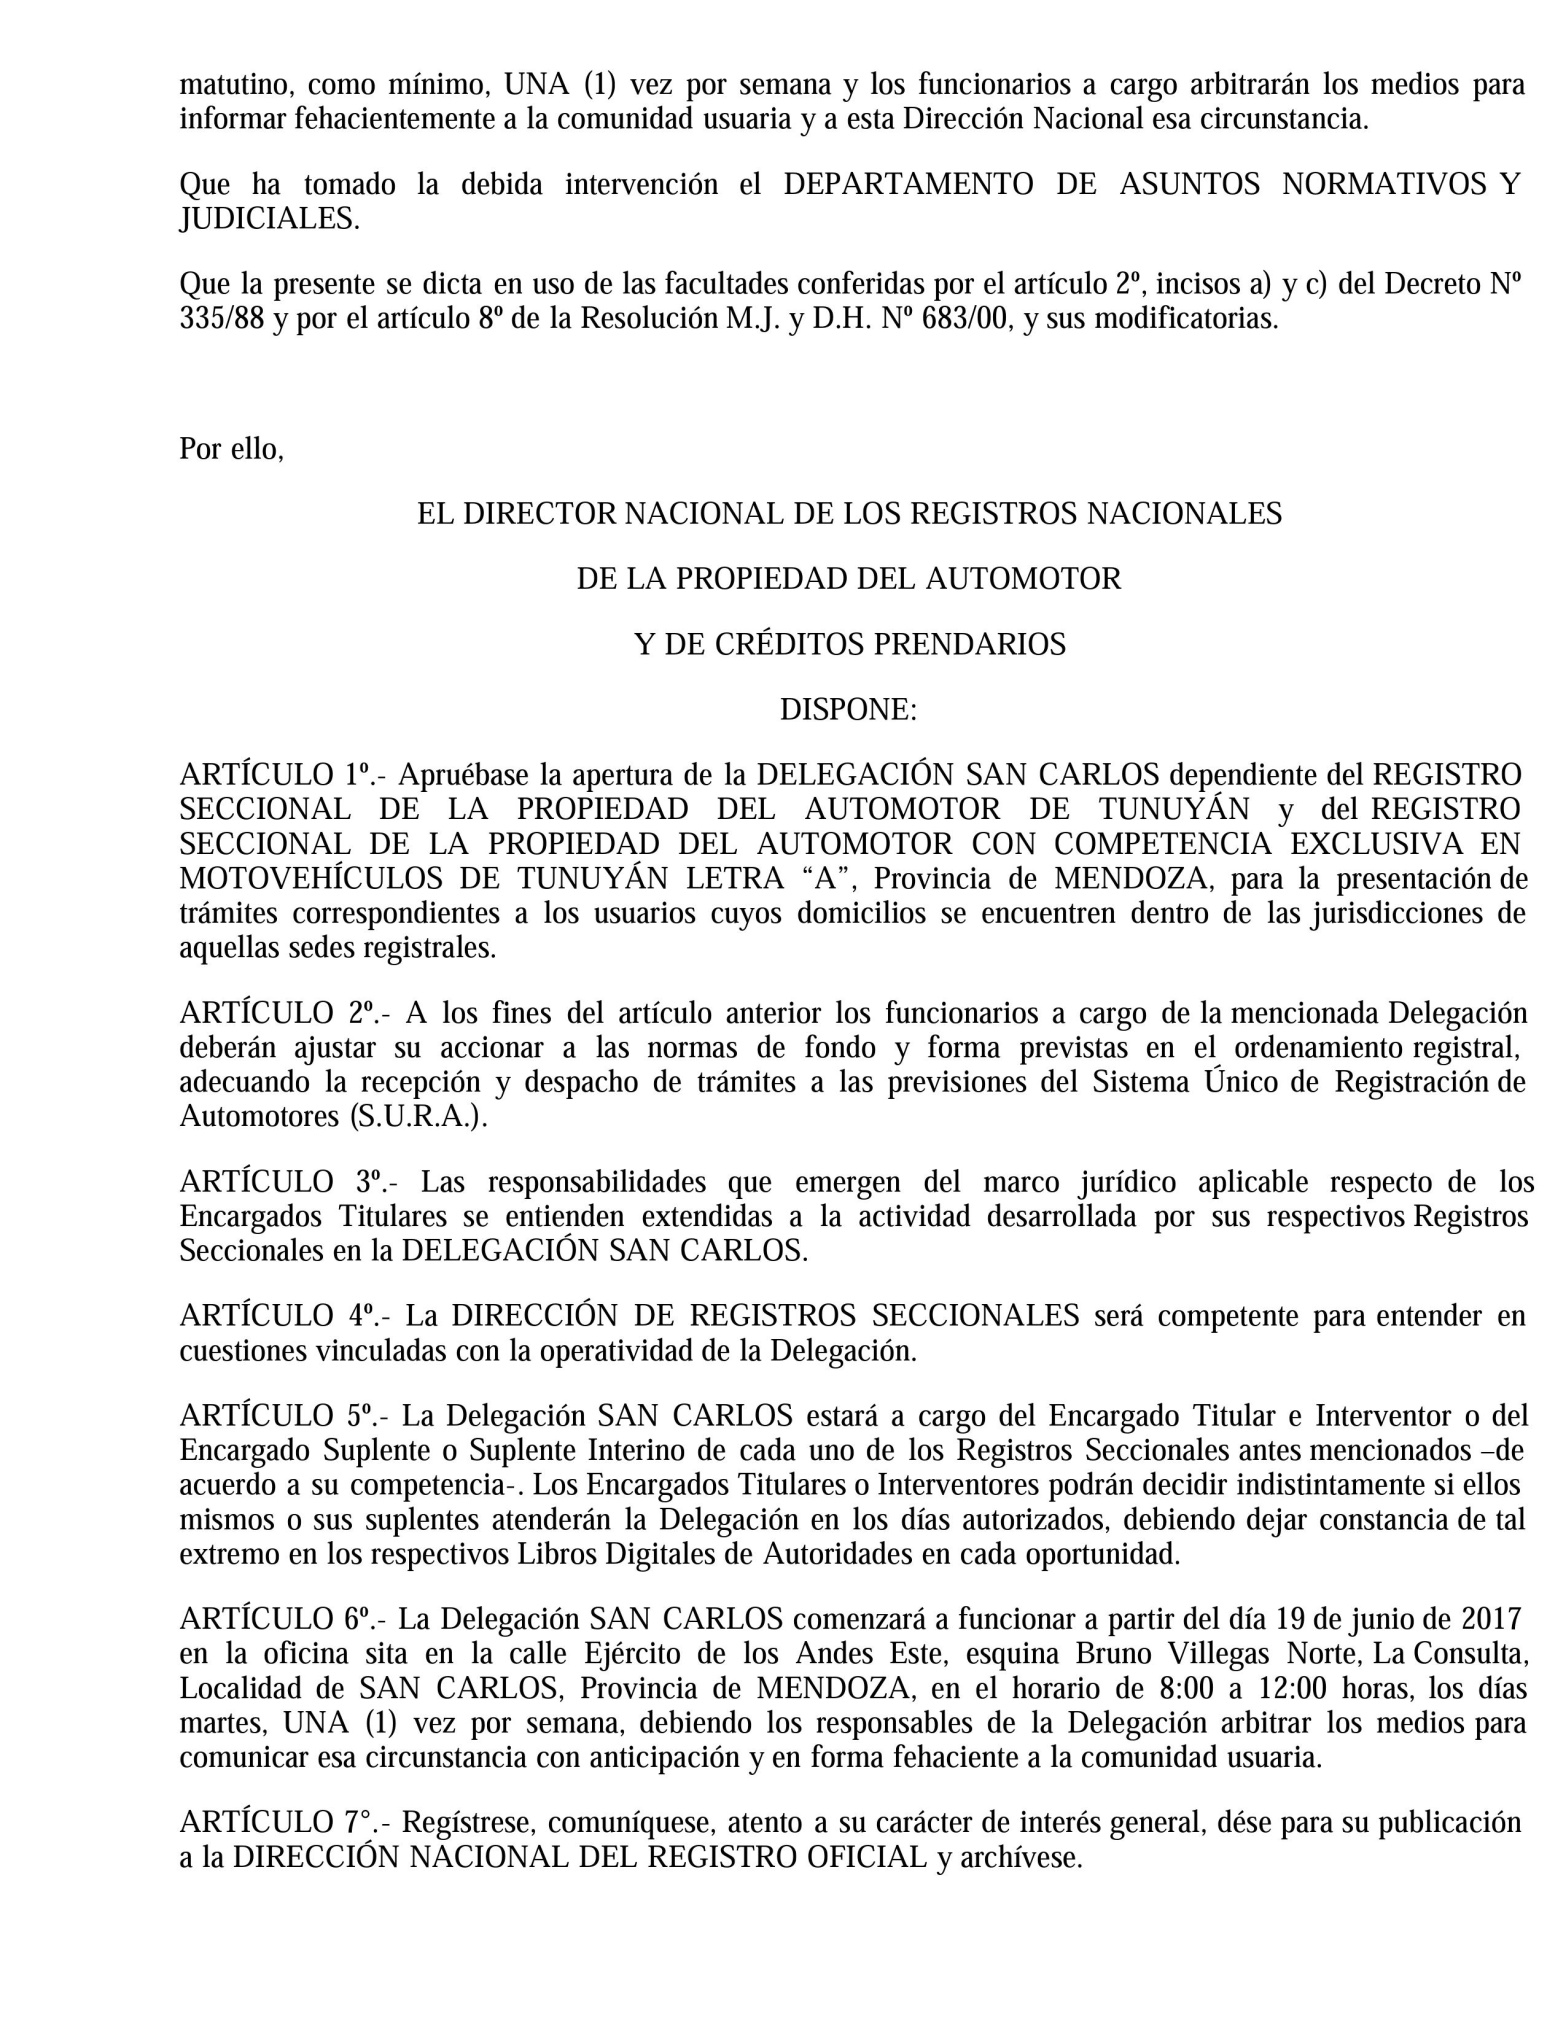 matutino, como mínimo, UNA (1) vez por semana y los funcionarios a cargo arbitrarán los medios para
informar fehacientemente a la comunidad usuaria y a esta Dirección Nacional esa circunstancia.
Que ha tomado la debida intervención el DEPARTAMENTO DE ASUNTOS NORMATIVOS Y
JUDICIALES.
Que la presente se dicta en uso de las facultades conferidas por el artículo 2º, incisos a) y c) del Decreto Nº
335/88 y por el artículo 8º de la Resolución M.J. y D.H. Nº 683/00, y sus modificatorias.
Por ello,
EL DIRECTOR NACIONAL DE LOS REGISTROS NACIONALES
DE LA PROPIEDAD DEL AUTOMOTOR
Y DE CRÉDITOS PRENDARIOS
DISPONE:
ARTÍCULO 1º.- Apruébase la apertura de la DELEGACIÓN SAN CARLOS dependiente del REGISTRO
SECCIONAL DE LA PROPIEDAD DEL AUTOMOTOR DE TUNUYÁN y del REGISTRO
SECCIONAL DE LA PROPIEDAD DEL AUTOMOTOR CON COMPETENCIA EXCLUSIVA EN
MOTOVEHÍCULOS DE TUNUYÁN LETRA “A”, Provincia de MENDOZA, para la presentación de
trámites correspondientes a los usuarios cuyos domicilios se encuentren dentro de las jurisdicciones de
aquellas sedes registrales.
ARTÍCULO 2º.- A los fines del artículo anterior los funcionarios a cargo de la mencionada Delegación
deberán ajustar su accionar a las normas de fondo y forma previstas en el ordenamiento registral,
adecuando la recepción y despacho de trámites a las previsiones del Sistema Único de Registración de
Automotores (S.U.R.A.).
ARTÍCULO 3º.- Las responsabilidades que emergen del marco jurídico aplicable respecto de los
Encargados Titulares se entienden extendidas a la actividad desarrollada por sus respectivos Registros
Seccionales en la DELEGACIÓN SAN CARLOS.
ARTÍCULO 4º.- La DIRECCIÓN DE REGISTROS SECCIONALES será competente para entender en
cuestiones vinculadas con la operatividad de la Delegación.
ARTÍCULO 5º.- La Delegación SAN CARLOS estará a cargo del Encargado Titular e Interventor o del
Encargado Suplente o Suplente Interino de cada uno de los Registros Seccionales antes mencionados –de
acuerdo a su competencia-. Los Encargados Titulares o Interventores podrán decidir indistintamente si ellos
mismos o sus suplentes atenderán la Delegación en los días autorizados, debiendo dejar constancia de tal
extremo en los respectivos Libros Digitales de Autoridades en cada oportunidad.
ARTÍCULO 6º.- La Delegación SAN CARLOS comenzará a funcionar a partir del día 19 de junio de 2017
en la oficina sita en la calle Ejército de los Andes Este, esquina Bruno Villegas Norte, La Consulta,
Localidad de SAN CARLOS, Provincia de MENDOZA, en el horario de 8:00 a 12:00 horas, los días
martes, UNA (1) vez por semana, debiendo los responsables de la Delegación arbitrar los medios para
comunicar esa circunstancia con anticipación y en forma fehaciente a la comunidad usuaria.
ARTÍCULO 7°.- Regístrese, comuníquese, atento a su carácter de interés general, dése para su publicación
a la DIRECCIÓN NACIONAL DEL REGISTRO OFICIAL y archívese.